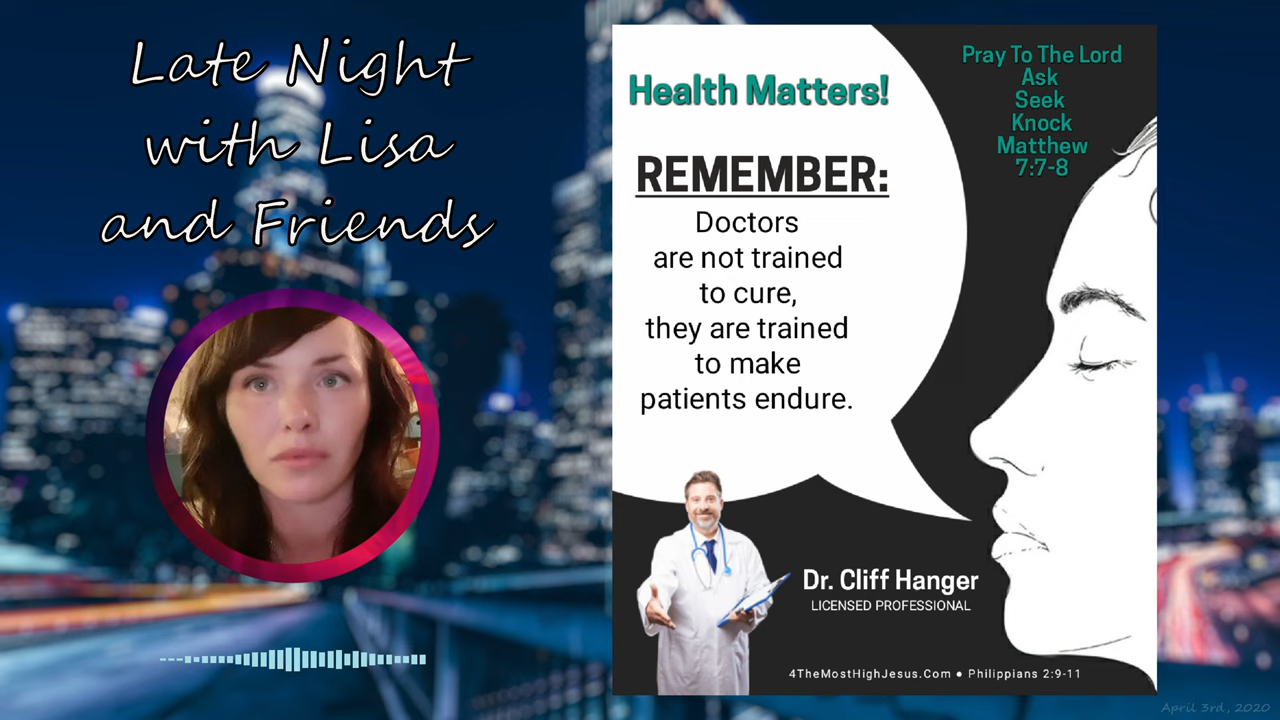 Late Night
with Lisa
and Friends
Health Matters!
REMEMBER:
Doctors
are not trained
to cure,
they are trained
to make
patients endure.
Pray To The Lord
Ask
Seek
Knock
Matthew
7:7-8
Dr. Cliff Hanger
LICENSED PROFESSIONAL
4TheMostHighJesus.Com ● Philippians 2:9-11
April 3rd, 2020